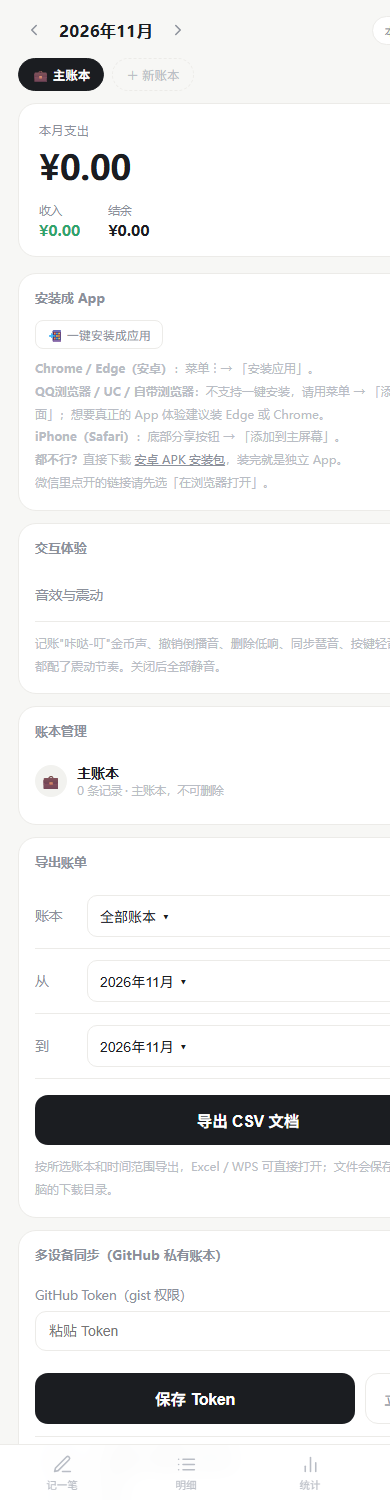 2026年11月
主账本
+ 新账本
本月支出
¥0.00
收入 结余
¥0.00 ¥0.00
安装成 App
一键安装成应用
Chrome / Edge（安卓）：菜单 ⋮ → 「安装应用」。
QQ浏览器 / UC / 自带浏览器：不支持一键安装，请用菜单 → 「添
面」；想要真正的 App 体验建议装 Edge 或 Chrome。
iPhone（Safari）：底部分享按钮 → 「添加到主屏幕」。
都不行？直接下载 安卓 APK 安装包，装完就是独立 App。
微信里点开的链接请先选「在浏览器打开」。
交互体验
音效与震动
记账"咔哒-叮"金币声、撤销倒播音、删除低响、同步琶音、按键轻
都配了震动节奏。关闭后全部静音。
账本管理
主账本
0 条记录 · 主账本，不可删除
导出账单
账本 全部账本 ▾
从 2026年11月 ▾
到 2026年11月 ▾
导出 CSV 文档
按所选账本和时间范围导出，Excel / WPS 可直接打开；文件会保存
脑的下载目录。
多设备同步（GitHub 私有账本）
GitHub Token（gist 权限）
粘贴 Token
保存 Token
记一笔 明细 统计